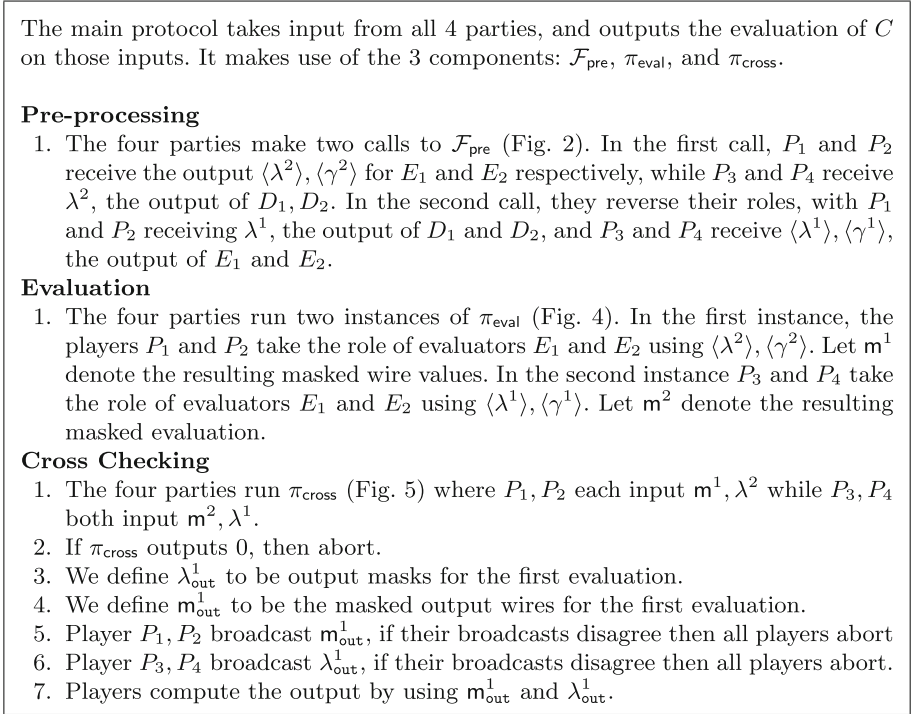 The main protocol takes input from all 4 parties, and outputs the evaluation of C
on those inputs. It makes use of the 3 components: ℱ_pre, π_eval, and π_cross.
Pre-processing
1. The four parties make two calls to ℱ_pre (Fig. 2). In the first call, P₁ and P₂
receive the output ⟨λ²⟩, ⟨γ²⟩ for E₁ and E₂ respectively, while P₃ and P₄ receive
λ², the output of D₁, D₂. In the second call, they reverse their roles, with P₁
and P₂ receiving λ¹, the output of D₁ and D₂, and P₃ and P₄ receive ⟨λ¹⟩, ⟨γ¹⟩,
the output of E₁ and E₂.
Evaluation
1. The four parties run two instances of π_eval (Fig. 4). In the first instance, the
players P₁ and P₂ take the role of evaluators E₁ and E₂ using ⟨λ²⟩, ⟨γ²⟩. Let m¹
denote the resulting masked wire values. In the second instance P₃ and P₄ take
the role of evaluators E₁ and E₂ using ⟨λ¹⟩, ⟨γ¹⟩. Let m² denote the resulting
masked evaluation.
Cross Checking
1. The four parties run π_cross (Fig. 5) where P₁, P₂ each input m¹, λ² while P₃, P₄
both input m², λ¹.
2. If π_cross outputs 0, then abort.
3. We define λ¹_out to be output masks for the first evaluation.
4. We define m¹_out to be the masked output wires for the first evaluation.
5. Player P₁, P₂ broadcast m¹_out, if their broadcasts disagree then all players abort
6. Player P₃, P₄ broadcast λ¹_out, if their broadcasts disagree then all players abort.
7. Players compute the output by using m¹_out and λ¹_out.